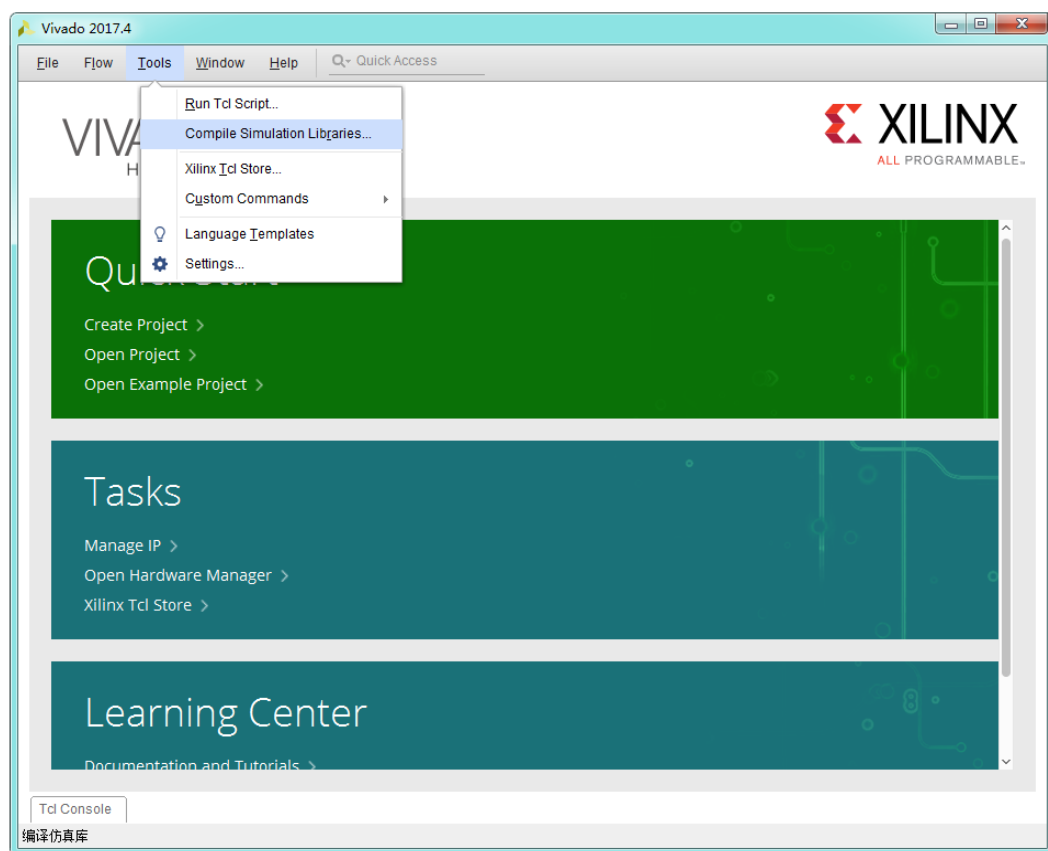 Vivado 2017.4
File Flow Tools Window Help Quick Access
Run Tcl Script...
Compile Simulation Libraries...
Xilinx Tcl Store...
Custom Commands
Language Templates
Settings...
XILINX
ALL PROGRAMMABLE
Create Project
Open Project
Open Example Project
Tasks
Manage IP
Open Hardware Manager
Xilinx Tcl Store
Learning Center
Documentation and Tutorials
Tcl Console
编译仿真库